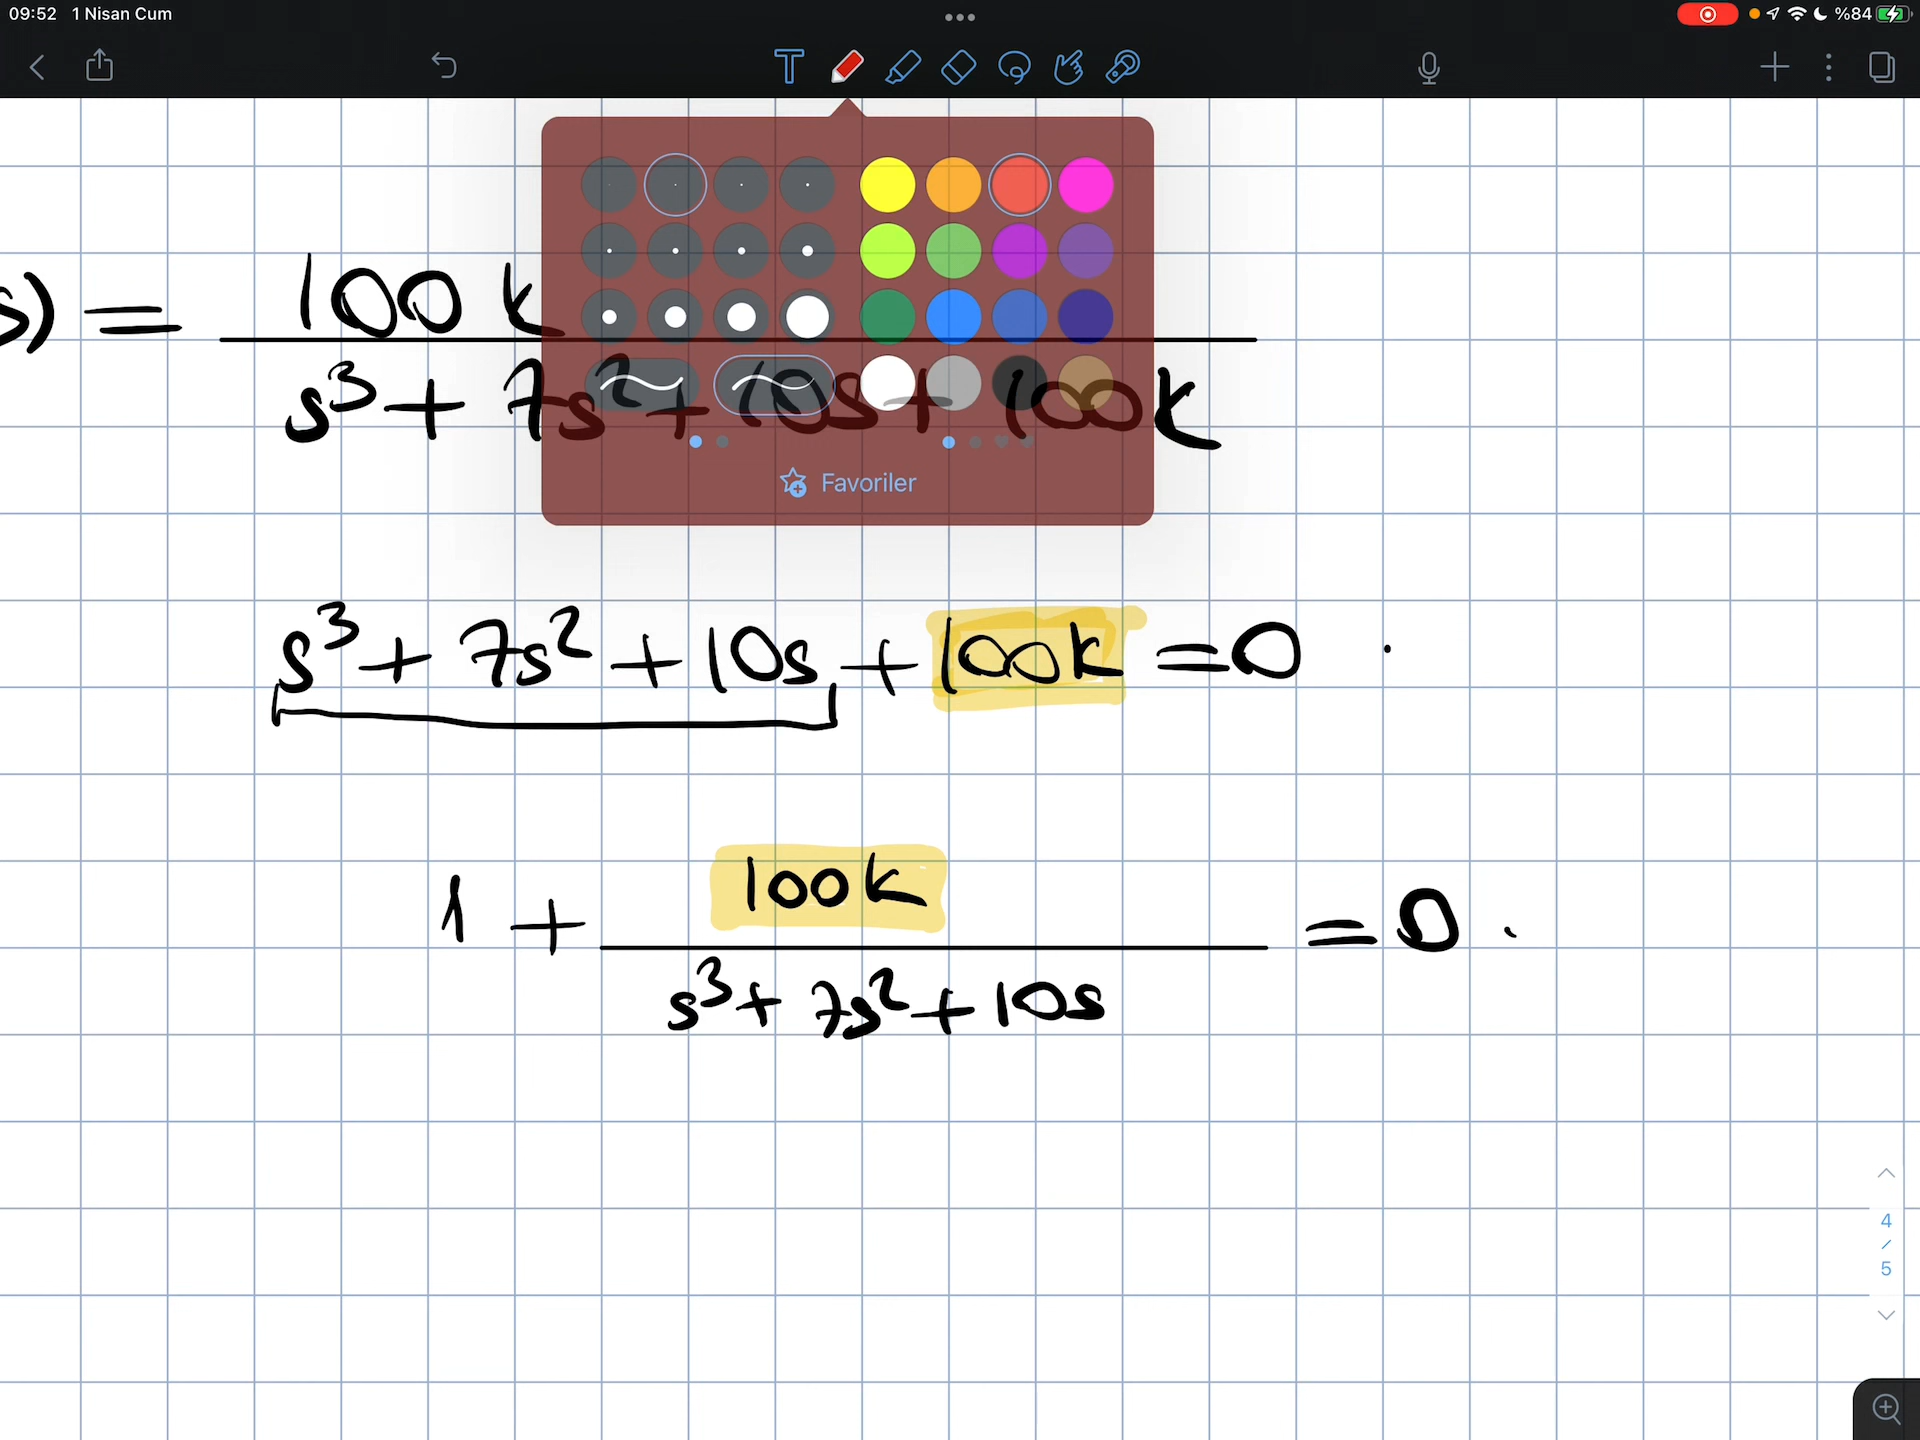 09:52 1 Nisan Cum
%84
s) = 100k
s³ + 7s² + 10s + 100k
Favoriler
s³ + 7s² + 10s + 100k = 0 .
100k
1 + = 0 .
s³ + 7s² + 10s
4
/
5